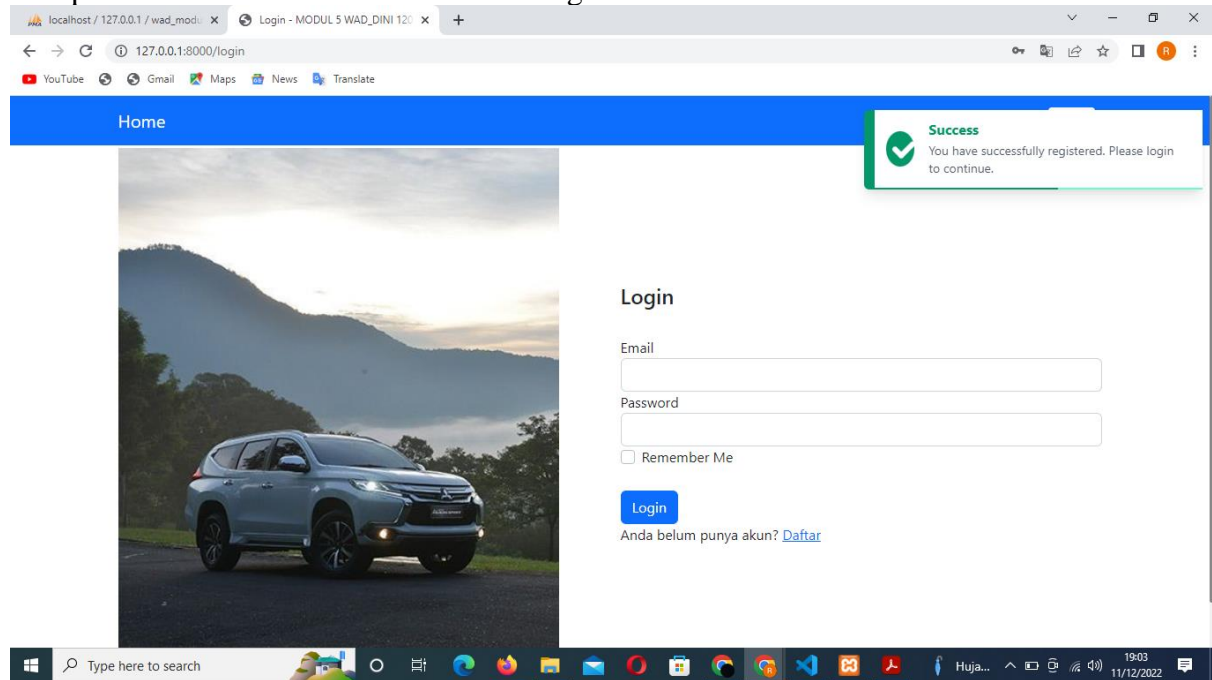 localhost / 127.0.0.1 / wad_modu
Login - MODUL 5 WAD_DINI 120
127.0.0.1:8000/login
YouTube
Gmail
Maps
News
Translate
Home
Success
You have successfully registered. Please login
to continue.
Login
Email
Password
Remember Me
Login
Anda belum punya akun? Daftar
Type here to search
Huja...
19:03
11/12/2022